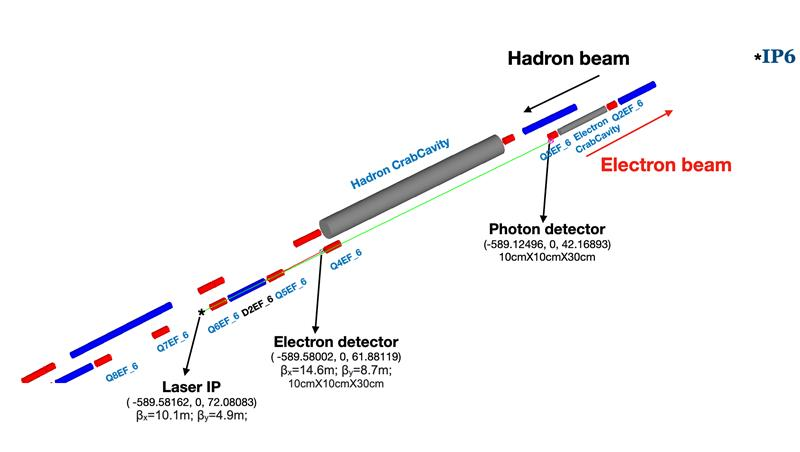 *IP6
Hadron beam
Q2EF_6
Electron
CrabCavity
Q3EF_6
Electron beam
Hadron CrabCavity
Photon detector
(-589.12496, 0, 42.16893)
10cmX10cmX30cm
Q4EF_6
Q5EF_6
D2EF_6
Q6EF_6
*
Q7EF_6
Q8EF_6
Electron detector
( -589.58002, 0, 61.88119)
βx=14.6m; βy=8.7m;
10cmX10cmX30cm
Laser IP
( -589.58162, 0, 72.08083)
βx=10.1m; βy=4.9m;